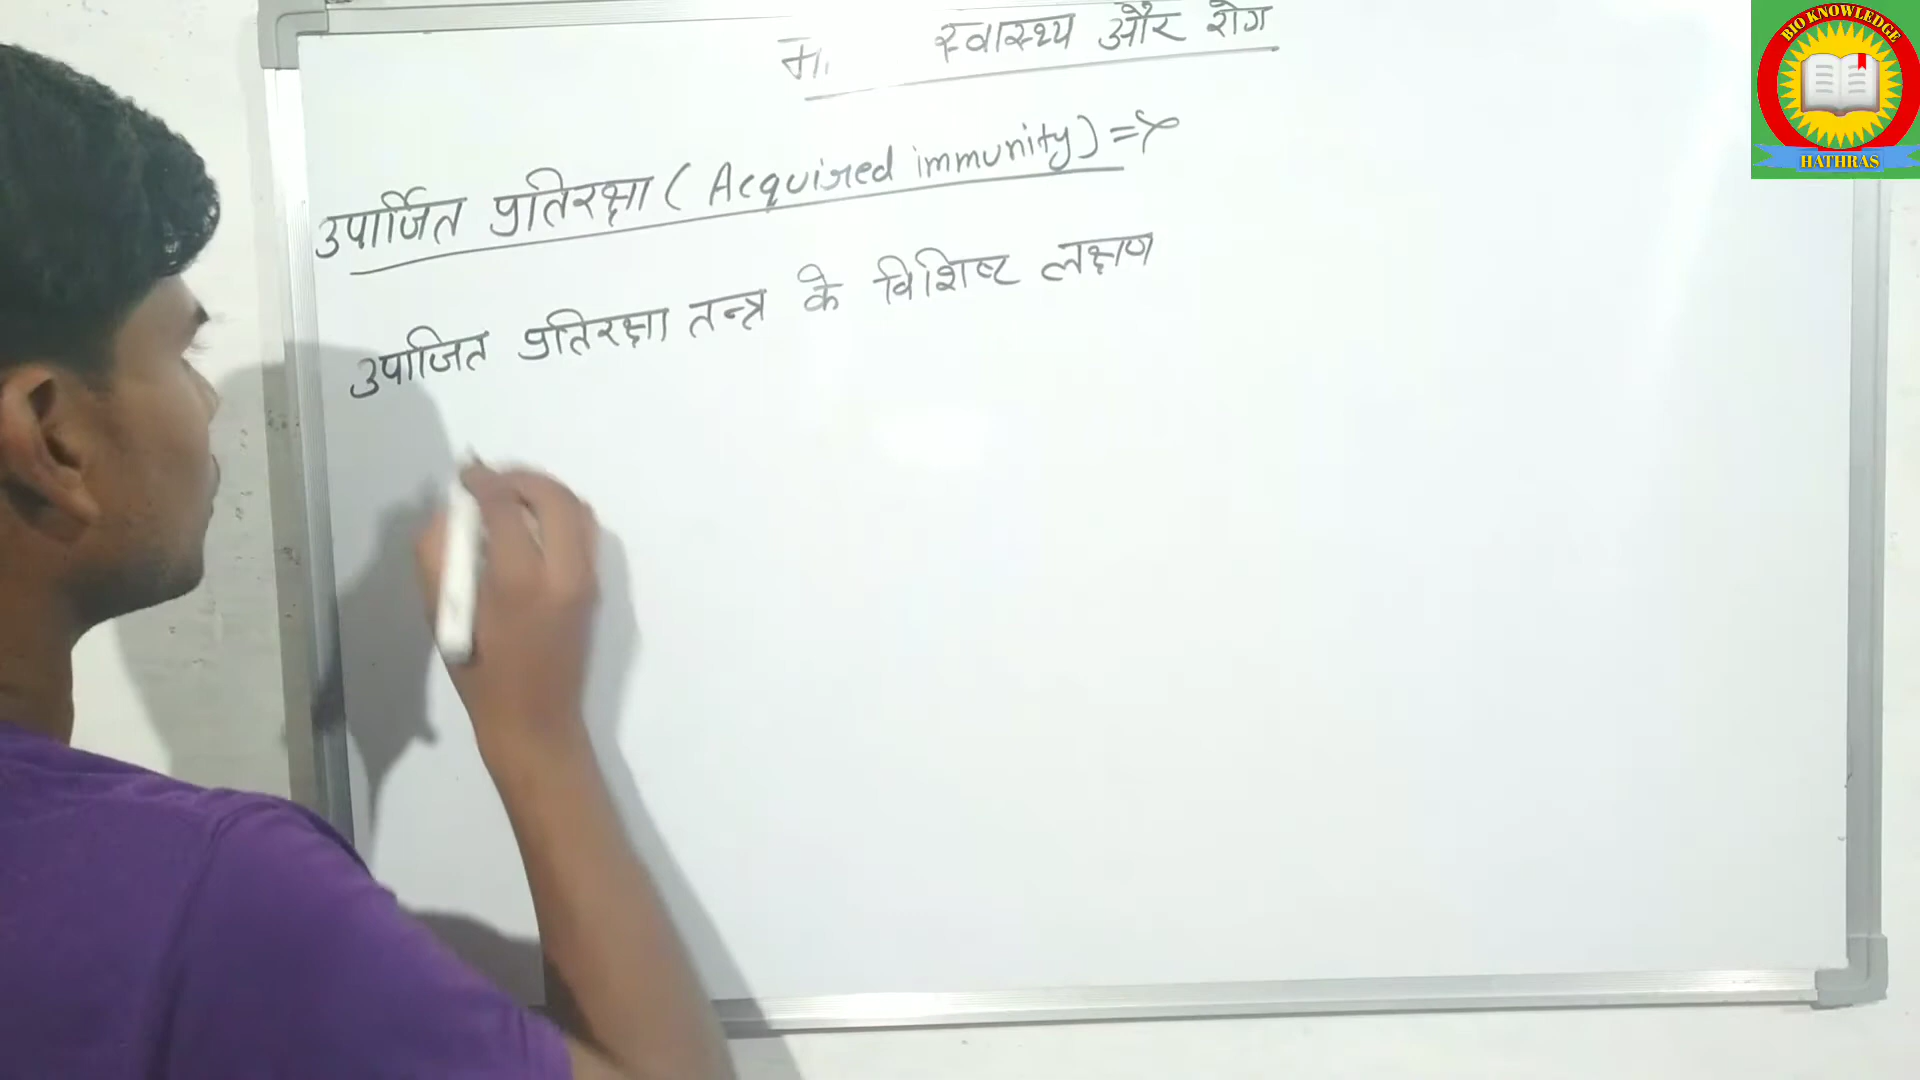 मा. स्वास्थ्य और रोग
उपार्जित प्रतिरक्षा ( Acquired immunity) =>
उपाजित प्रतिरक्षा तन्त्र के विशिष्ट लक्षण
BIO KNOWLEDGE
HATHRAS